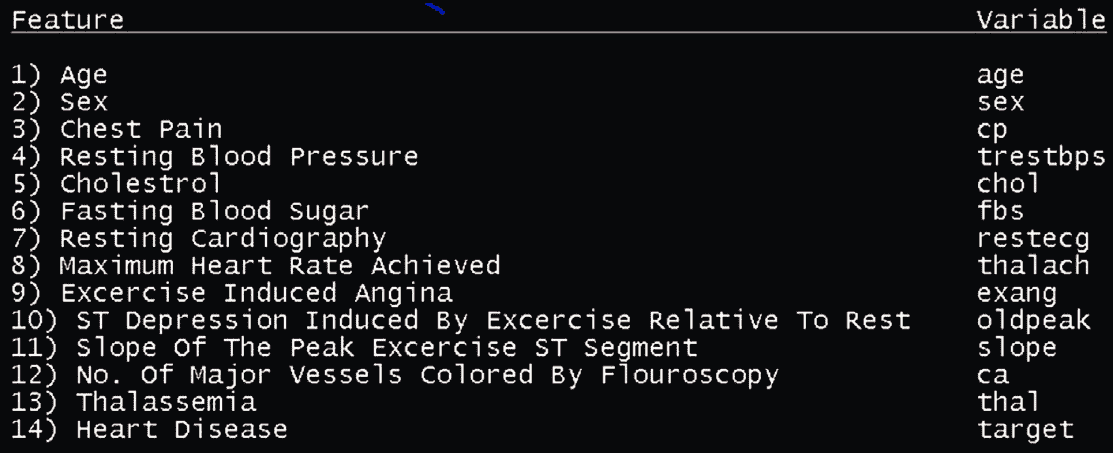 Feature Variable
1) Age age
2) Sex sex
3) Chest Pain cp
4) Resting Blood Pressure trestbps
5) Cholestrol chol
6) Fasting Blood Sugar fbs
7) Resting Cardiography restecg
8) Maximum Heart Rate Achieved thalach
9) Excercise Induced Angina exang
10) ST Depression Induced By Excercise Relative To Rest oldpeak
11) Slope Of The Peak Excercise ST Segment slope
12) No. Of Major Vessels Colored By Flouroscopy ca
13) Thalassemia thal
14) Heart Disease target